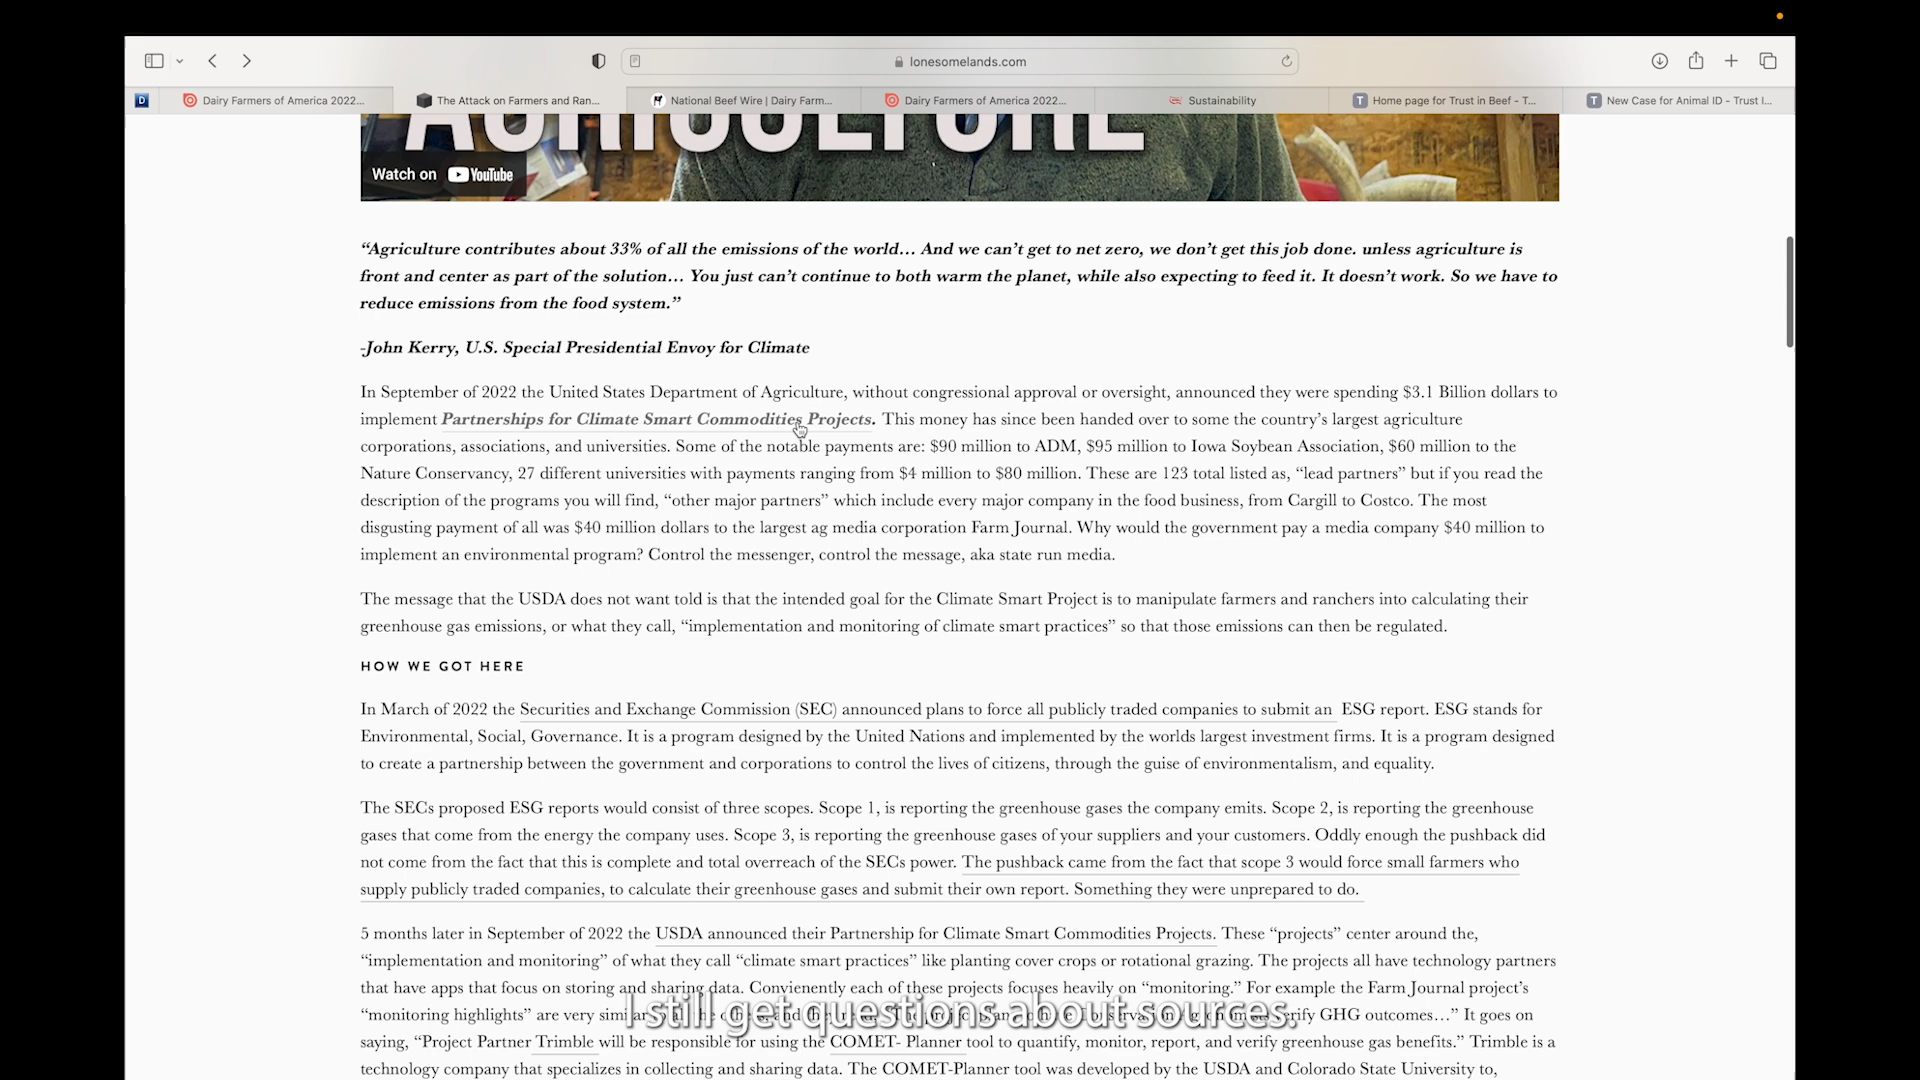 lonesomelands.com
D
Dairy Farmers of America 2022...
The Attack on Farmers and Ran...
National Beef Wire | Dairy Farm...
Dairy Farmers of America 2022...
Sustainability
T Home page for Trust in Beef - T...
T New Case for Animal ID - Trust I...
AGRICULTURE
Watch on YouTube
“Agriculture contributes about 33% of all the emissions of the world… And we can’t get to net zero, we don’t get this job done. unless agriculture is
front and center as part of the solution… You just can’t continue to both warm the planet, while also expecting to feed it. It doesn’t work. So we have to
reduce emissions from the food system.”
-John Kerry, U.S. Special Presidential Envoy for Climate
In September of 2022 the United States Department of Agriculture, without congressional approval or oversight, announced they were spending $3.1 Billion dollars to
implement Partnerships for Climate Smart Commodities Projects. This money has since been handed over to some the country’s largest agriculture
corporations, associations, and universities. Some of the notable payments are: $90 million to ADM, $95 million to Iowa Soybean Association, $60 million to the
Nature Conservancy, 27 different universities with payments ranging from $4 million to $80 million. These are 123 total listed as, “lead partners” but if you read the
description of the programs you will find, “other major partners” which include every major company in the food business, from Cargill to Costco. The most
disgusting payment of all was $40 million dollars to the largest ag media corporation Farm Journal. Why would the government pay a media company $40 million to
implement an environmental program? Control the messenger, control the message, aka state run media.
The message that the USDA does not want told is that the intended goal for the Climate Smart Project is to manipulate farmers and ranchers into calculating their
greenhouse gas emissions, or what they call, “implementation and monitoring of climate smart practices” so that those emissions can then be regulated.
HOW WE GOT HERE
In March of 2022 the Securities and Exchange Commission (SEC) announced plans to force all publicly traded companies to submit an ESG report. ESG stands for
Environmental, Social, Governance. It is a program designed by the United Nations and implemented by the worlds largest investment firms. It is a program designed
to create a partnership between the government and corporations to control the lives of citizens, through the guise of environmentalism, and equality.
The SECs proposed ESG reports would consist of three scopes. Scope 1, is reporting the greenhouse gases the company emits. Scope 2, is reporting the greenhouse
gases that come from the energy the company uses. Scope 3, is reporting the greenhouse gases of your suppliers and your customers. Oddly enough the pushback did
not come from the fact that this is complete and total overreach of the SECs power. The pushback came from the fact that scope 3 would force small farmers who
supply publicly traded companies, to calculate their greenhouse gases and submit their own report. Something they were unprepared to do.
5 months later in September of 2022 the USDA announced their Partnership for Climate Smart Commodities Projects. These “projects” center around the,
“implementation and monitoring” of what they call “climate smart practices” like planting cover crops or rotational grazing. The projects all have technology partners
that have apps that focus on storing and sharing data. Convienently each of these projects focuses heavily on “monitoring.” For example the Farm Journal project’s
“monitoring highlights” are very GHG outcomes…” It goes on
I still get questions about sources.
saying, “Project Partner Trimble will be responsible for using the COMET- Planner tool to quantify, monitor, report, and verify greenhouse gas benefits.” Trimble is a
technology company that specializes in collecting and sharing data. The COMET-Planner tool was developed by the USDA and Colorado State University to,